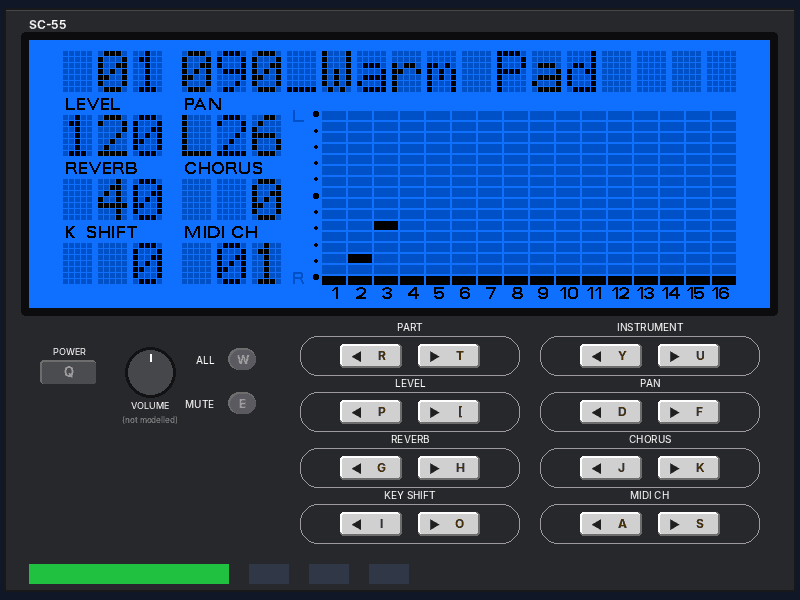 SC-55
01 090 Warm Pad
LEVEL PAN
L
120 L26
REVERB CHORUS
40 0
K SHIFT MIDI CH
0 01
R
1 2 3 4 5 6 7 8 9 10 11 12 13 14 15 16
PART INSTRUMENT
POWER ALL W R T Y U
Q
LEVEL PAN
VOLUME MUTE E P [ D F
(not modelled)
REVERB CHORUS
G H J K
KEY SHIFT MIDI CH
I O A S